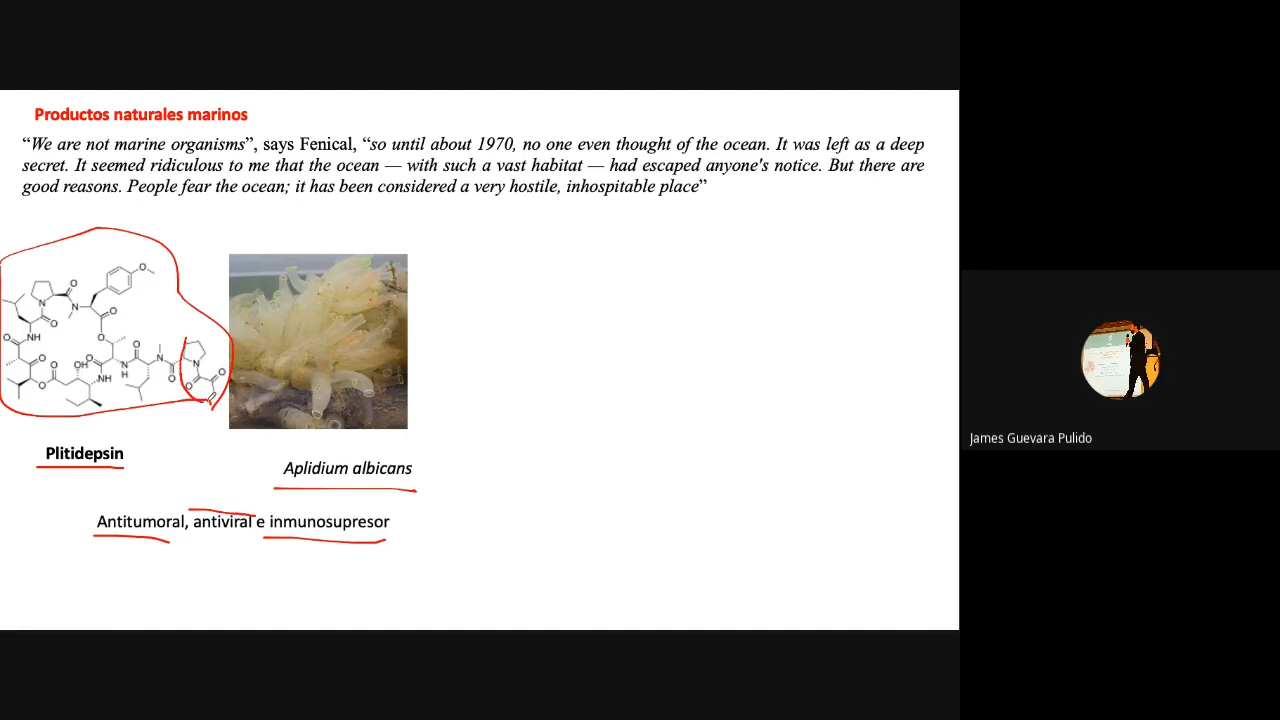 Productos naturales marinos
“We are not marine organisms”, says Fenical, “so until about 1970, no one even thought of the ocean. It was left as a deep
secret. It seemed ridiculous to me that the ocean — with such a vast habitat — had escaped anyone's notice. But there are
good reasons. People fear the ocean; it has been considered a very hostile, inhospitable place”
Plitidepsin
Aplidium albicans
Antitumoral, antiviral e inmunosupresor
James Guevara Pulido